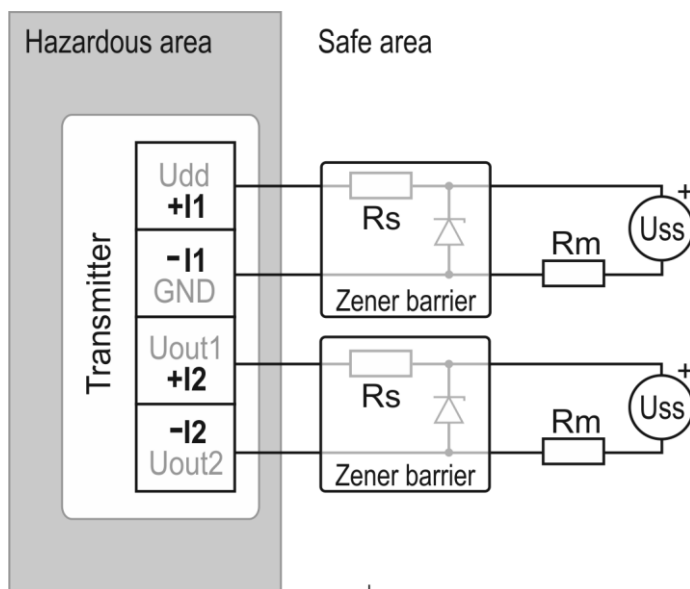 Hazardous area
Safe area
Transmitter
Udd
+I1
-I1
GND
Uout1
+I2
-I2
Uout2
Rs
Zener barrier
Rm
+
Uss
Rs
Zener barrier
Rm
+
Uss